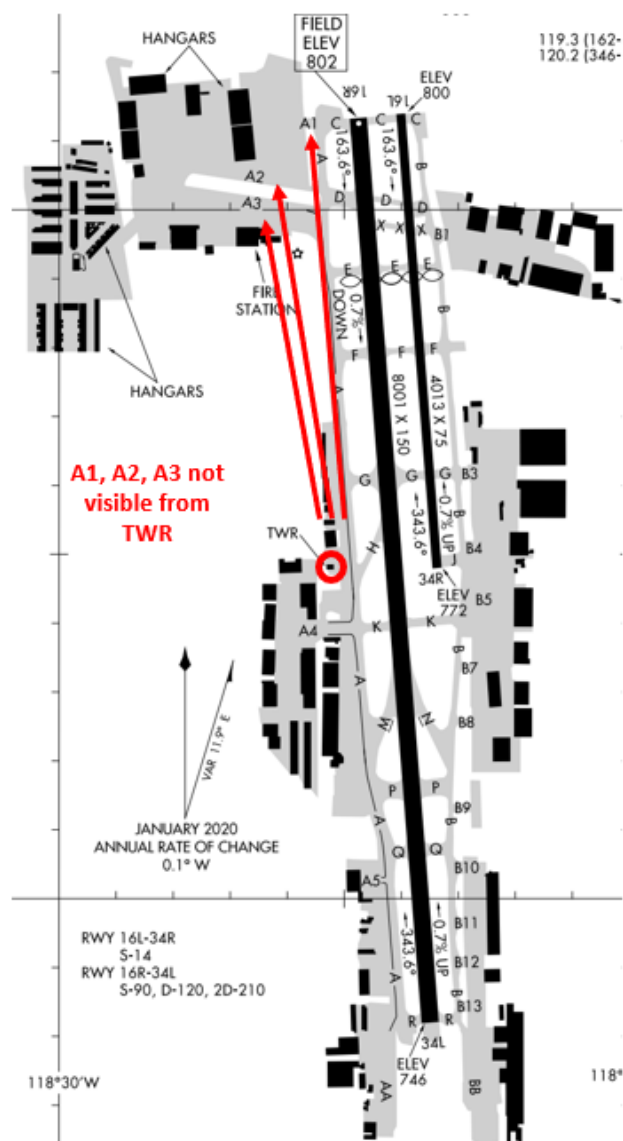 HANGARS
FIELD
ELEV
802
119.3 (162-
120.2 (346-
ELEV
800
16R
16L
A1
C
C
C
A
163.6°
163.6°
B
A2
D
D
D
A3
X
X
X
B1
E
E
E
FIRE
STATION
0.7%
DOWN
B
F
F
F
HANGARS
A
8001 X 150
4013 X 75
A1, A2, A3 not
visible from
TWR
G
G
G
B3
343.6°
0.7% UP
B
TWR
H
B4
34R
ELEV
772
B5
A4
K
K
B
B7
A
VAR 11.9° E
M
N
B8
P
P
B9
JANUARY 2020
ANNUAL RATE OF CHANGE
0.1° W
A
B
Q
Q
B10
A5
RWY 16L-34R
S-14
RWY 16R-34L
S-90, D-120, 2D-210
343.6°
0.7% UP
B11
B12
A
B
B13
R
R
34L
ELEV
746
118°30'W
118°
AA
BB